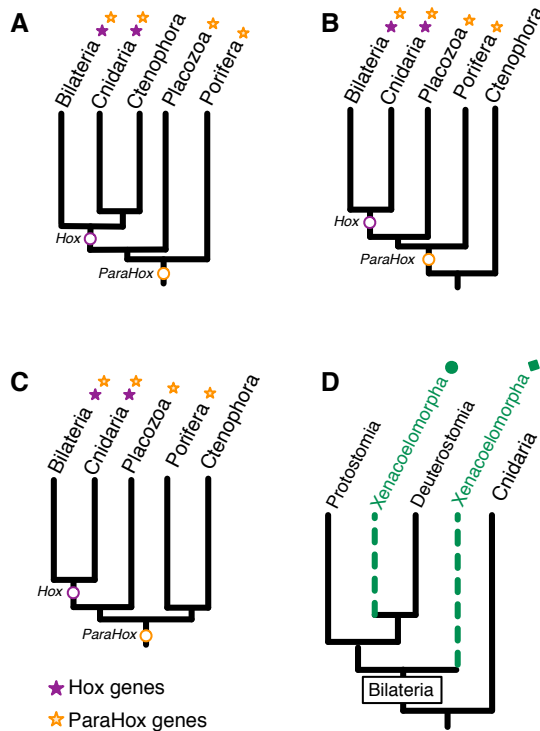 A
Bilateria
Cnidaria
Ctenophora
Placozoa
Porifera
Hox
ParaHox
B
Bilateria
Cnidaria
Placozoa
Porifera
Ctenophora
Hox
ParaHox
C
Bilateria
Cnidaria
Placozoa
Porifera
Ctenophora
Hox
ParaHox
Hox genes
ParaHox genes
D
Protostomia
Xenacoelomorpha
Deuterostomia
Xenacoelomorpha
Cnidaria
Bilateria